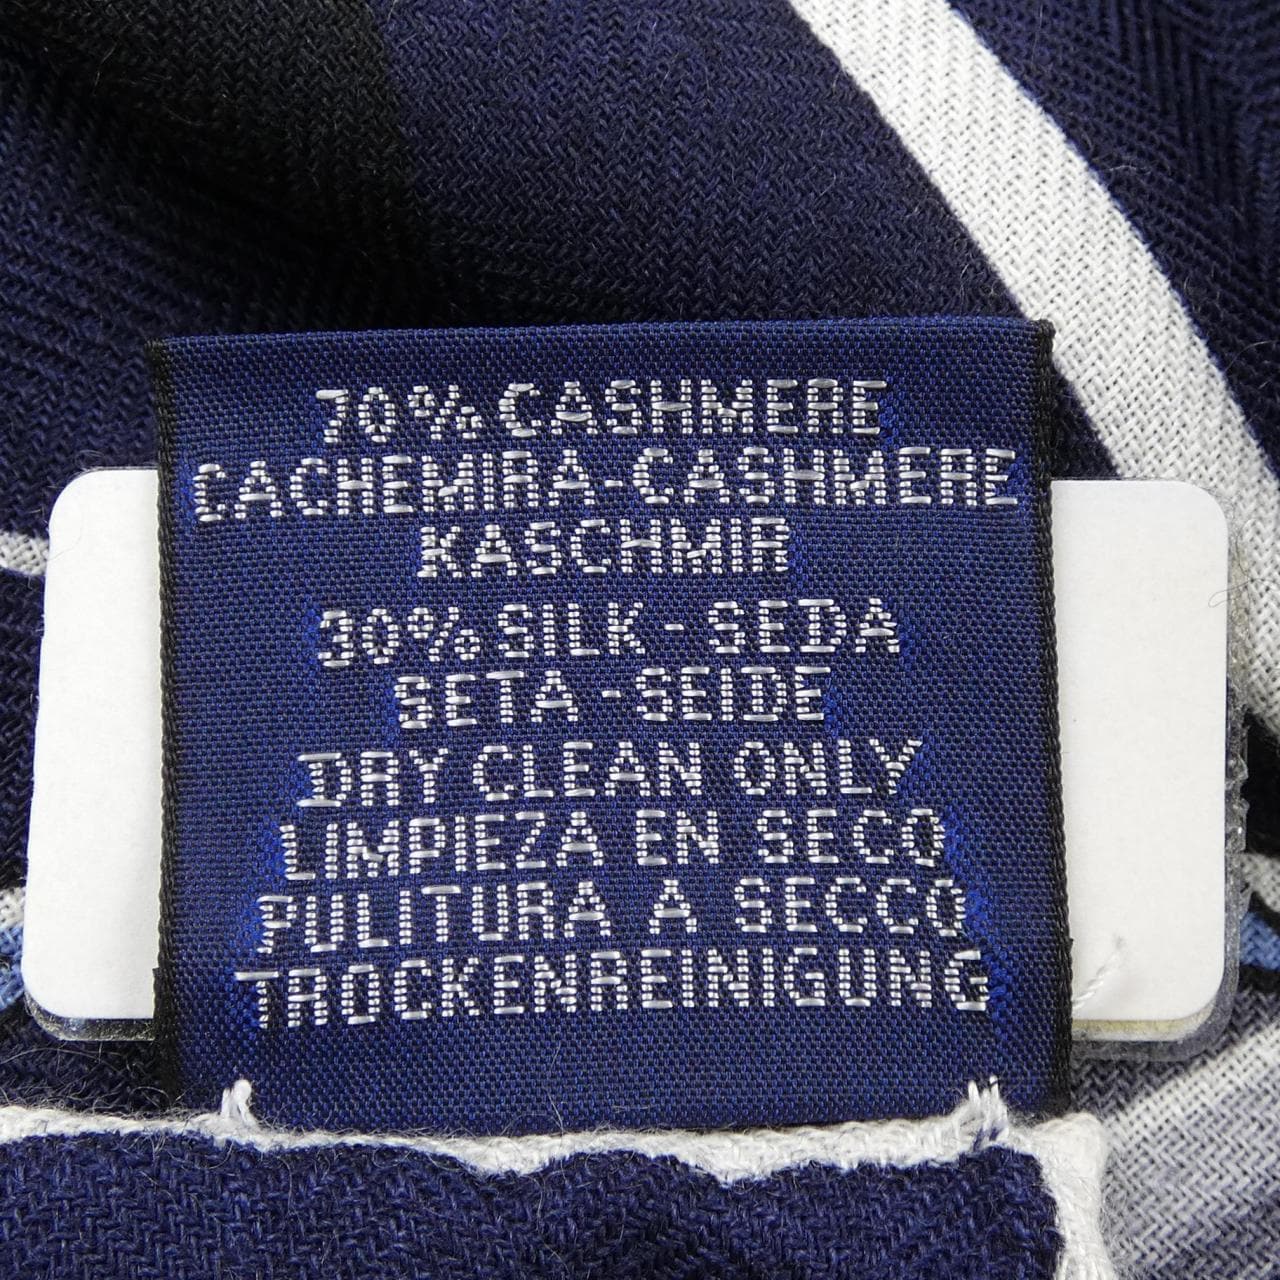 70% CASHMERE
CACHEMIRA-CASHMERE
KASCHMIR
30% SILK - SEDA
SETA - SEIDE
DRY CLEAN ONLY
LIMPIEZA EN SECO
PULITURA A SECCO
TROCKENREINIGUNG